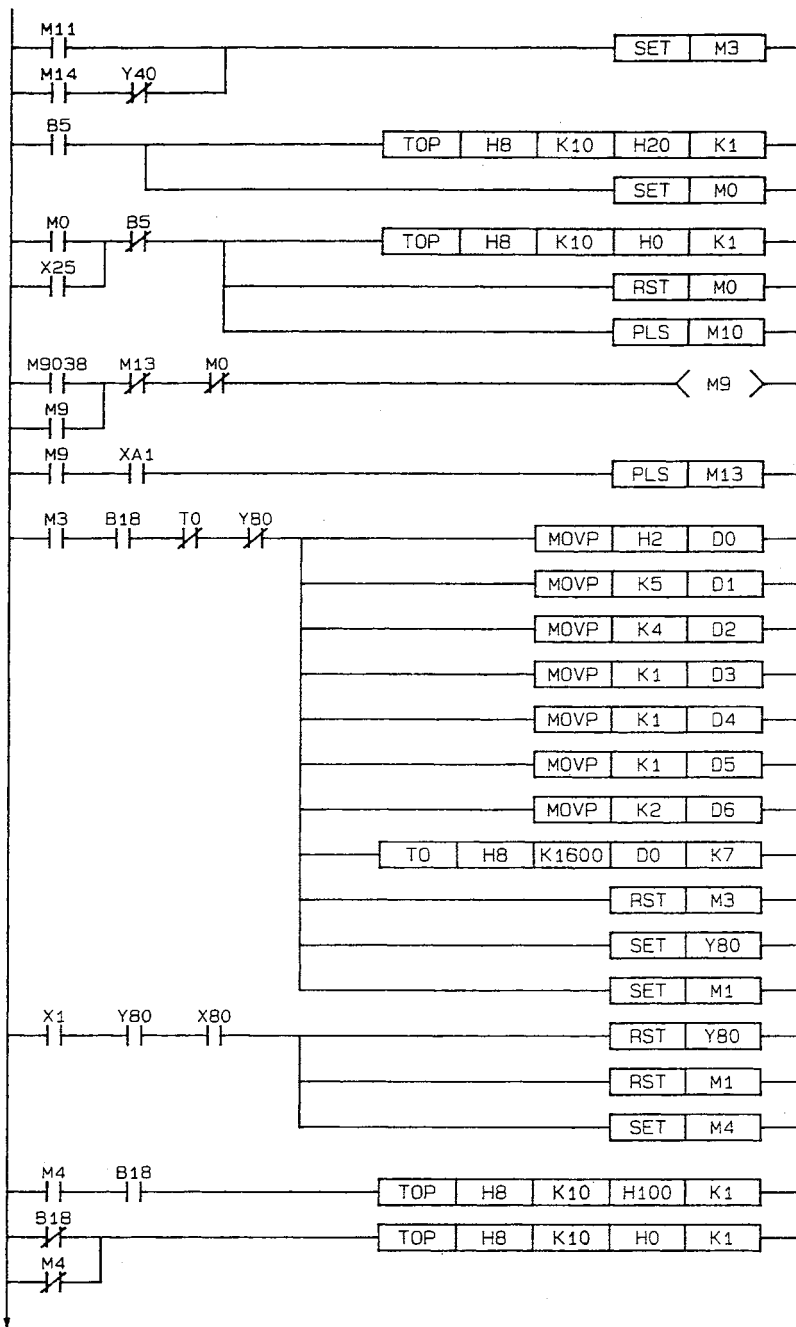 M11
SET M3
M14 Y40
B5
TOP H8 K10 H20 K1
SET M0
M0 B5
TOP H8 K10 H0 K1
X25
RST M0
PLS M10
M9038 M13 M0
M9
M9
M9 XA1
PLS M13
M3 B18 T0 Y80
MOVP H2 D0
MOVP K5 D1
MOVP K4 D2
MOVP K1 D3
MOVP K1 D4
MOVP K1 D5
MOVP K2 D6
TO H8 K1600 D0 K7
RST M3
SET Y80
SET M1
X1 Y80 X80
RST Y80
RST M1
SET M4
M4 B18
TOP H8 K10 H100 K1
B18
TOP H8 K10 H0 K1
M4